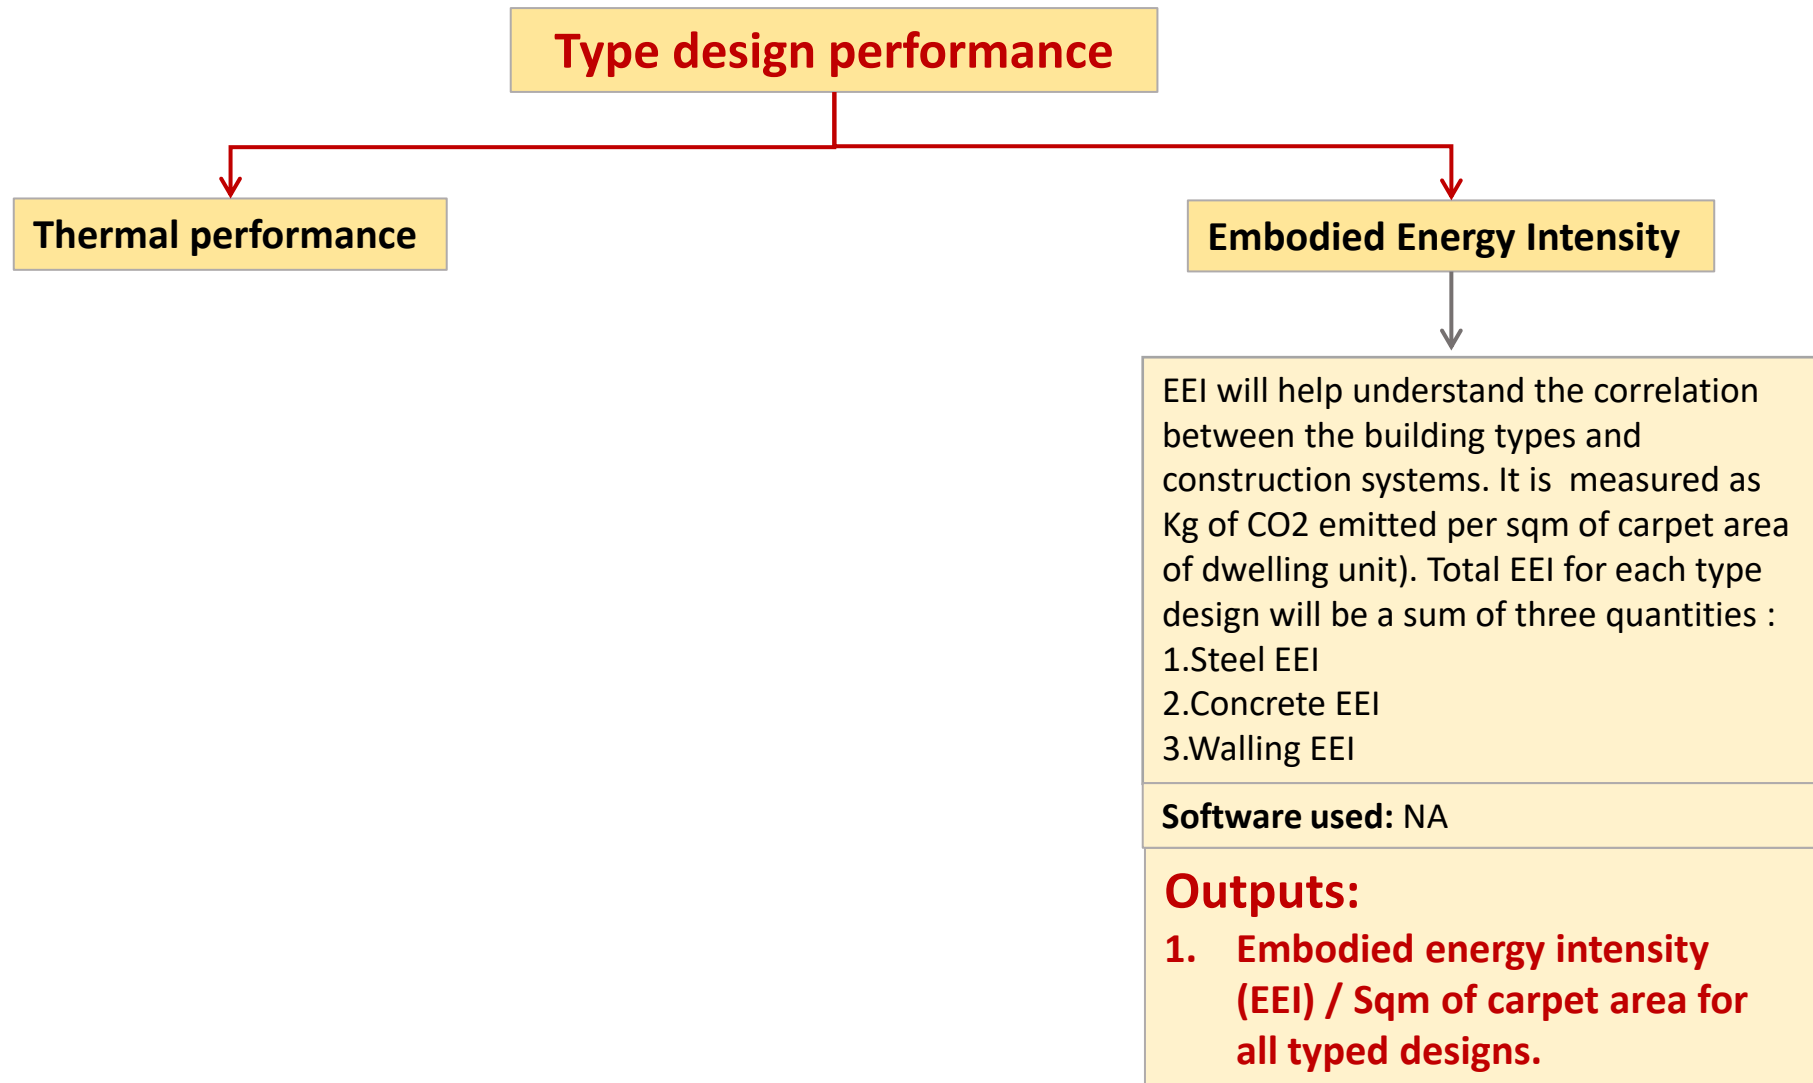 Type design performance
Thermal performance
Embodied Energy Intensity
EEI will help understand the correlation
between the building types and
construction systems. It is  measured as
Kg of CO2 emitted per sqm of carpet area
of dwelling unit). Total EEI for each type
design will be a sum of three quantities :
1.Steel EEI
2.Concrete EEI
3.Walling EEI
Software used: NA
Outputs:
1. Embodied energy intensity
(EEI) / Sqm of carpet area for
all typed designs.